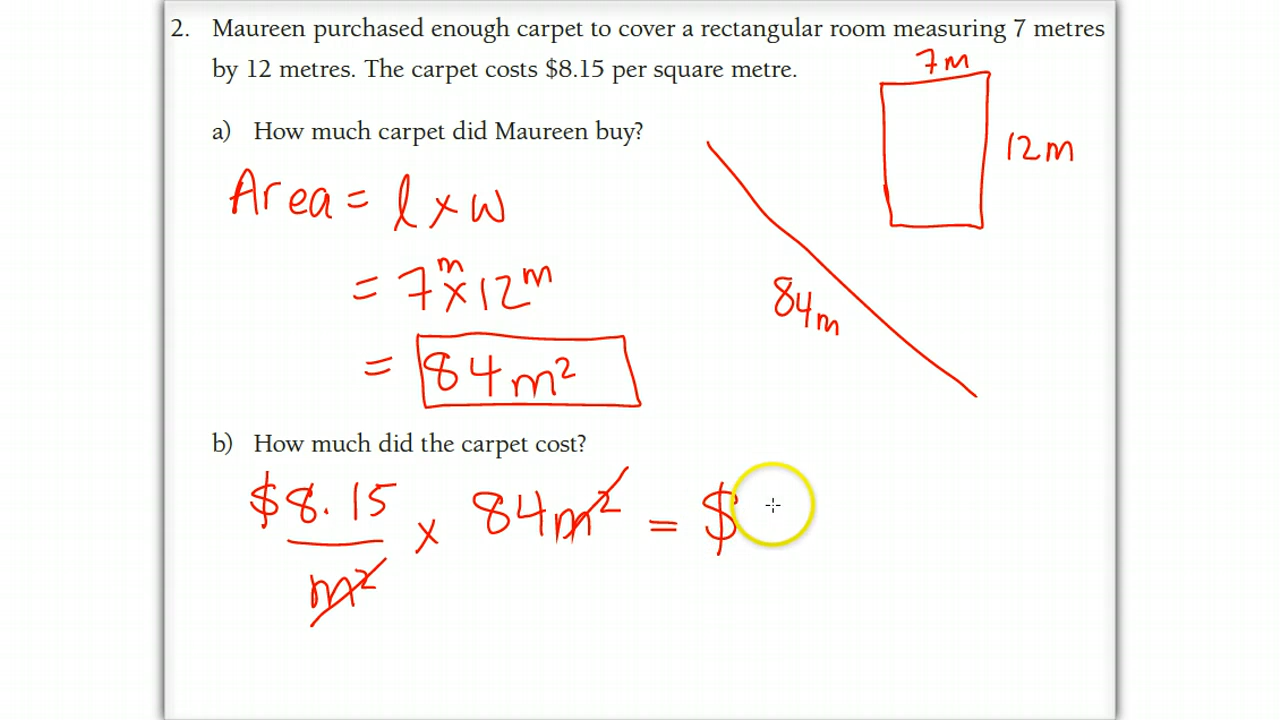 2. Maureen purchased enough carpet to cover a rectangular room measuring 7 metres
by 12 metres. The carpet costs $8.15 per square metre.
7m
12m
a) How much carpet did Maureen buy?
Area = l x w
= 7m x 12m
84m
= 84m²
b) How much did the carpet cost?
$8.15/m² x 84m² = $